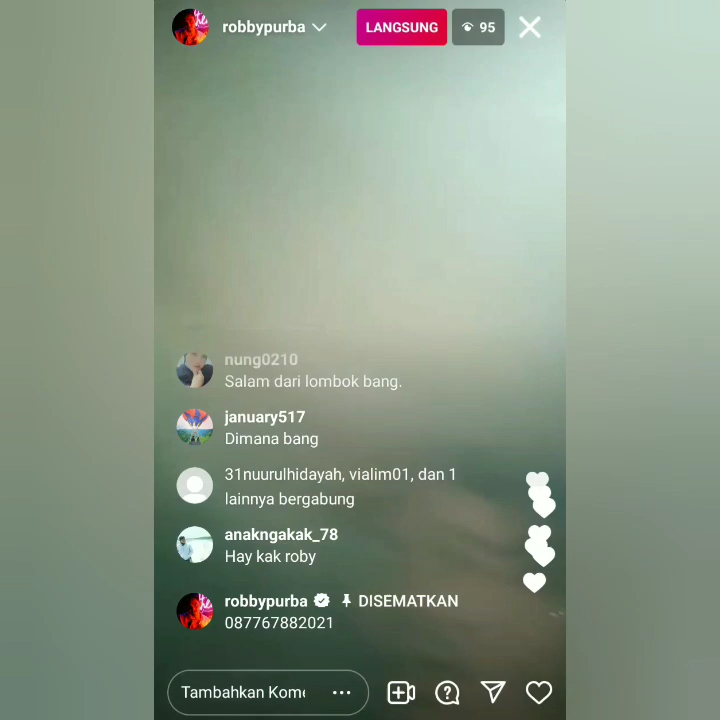 robbypurba
LANGSUNG
95
nung0210
Salam dari lombok bang.
january517
Dimana bang
31nuurulhidayah, vialim01, dan 1
lainnya bergabung
anakngakak_78
Hay kak roby
robbypurba DISEMATKAN
087767882021
Tambahkan Kome